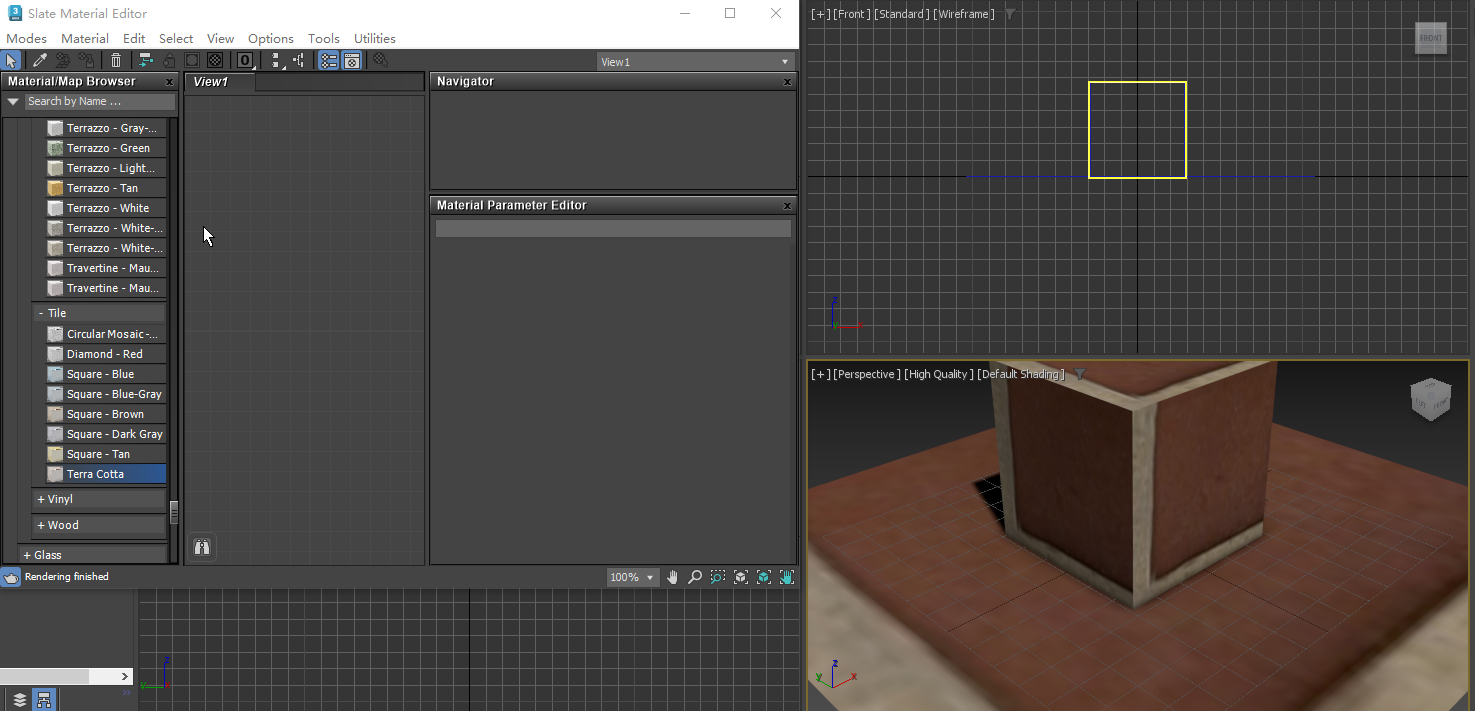 Slate Material Editor
Modes Material Edit Select View Options Tools Utilities
View1
Material/Map Browser x
Search by Name ...
Terrazzo - Gray-...
Terrazzo - Green
Terrazzo - Light...
Terrazzo - Tan
Terrazzo - White
Terrazzo - White-...
Terrazzo - White-...
Travertine - Mau...
Travertine - Mau...
- Tile
Circular Mosaic -...
Diamond - Red
Square - Blue
Square - Blue-Gray
Square - Brown
Square - Dark Gray
Square - Tan
Terra Cotta
+ Vinyl
+ Wood
+ Glass
Rendering finished
View1
Navigator x
Material Parameter Editor x
100%
z
y
[+] [Front ] [Standard ] [Wireframe ]
FRONT
z
y x
[+] [Perspective ] [High Quality ] [Default Shading ]
FRONT
z
y x